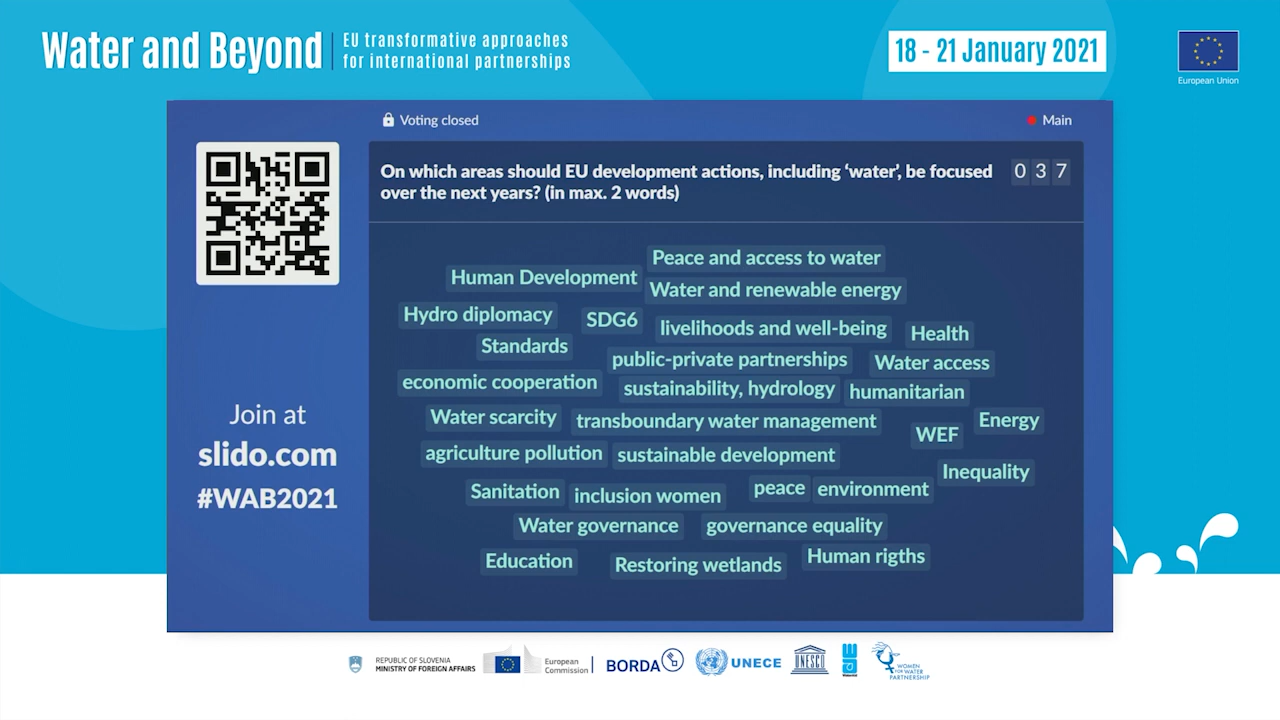 Water and Beyond
EU transformative approaches
for international partnerships
18 - 21 January 2021
European Union
Voting closed
Main
On which areas should EU development actions, including ‘water’, be focused
over the next years? (in max. 2 words)
0 3 7
Peace and access to water
Human Development
Water and renewable energy
Hydro diplomacy
SDG6
livelihoods and well-being
Health
Standards
public-private partnerships
Water access
economic cooperation
sustainability, hydrology
humanitarian
Water scarcity
transboundary water management
Energy
WEF
agriculture pollution
sustainable development
Inequality
Sanitation
inclusion women
peace
environment
Water governance
governance equality
Education
Restoring wetlands
Human rigths
Join at
slido.com
#WAB2021
REPUBLIC OF SLOVENIA
MINISTRY OF FOREIGN AFFAIRS
European
Commission
BORDA
UNECE
UNESCO
WOMEN
FOR WATER
PARTNERSHIP